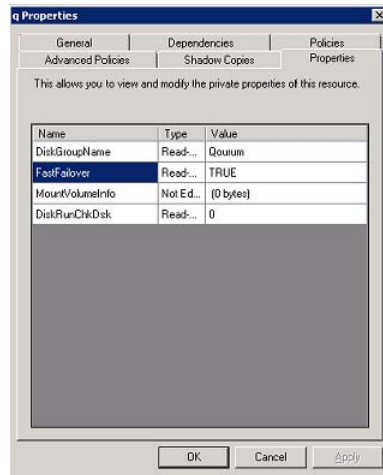 q Properties
General Dependencies Policies
Advanced Policies Shadow Copies Properties
This allows you to view and modify the private properties of this resource.
Name Type Value
DiskGroupName Read-... Qourum
FastFailover Read-... TRUE
MountVolumeInfo Not Ed... (0 bytes)
DiskRunChkDsk Read-... 0
OK Cancel Apply